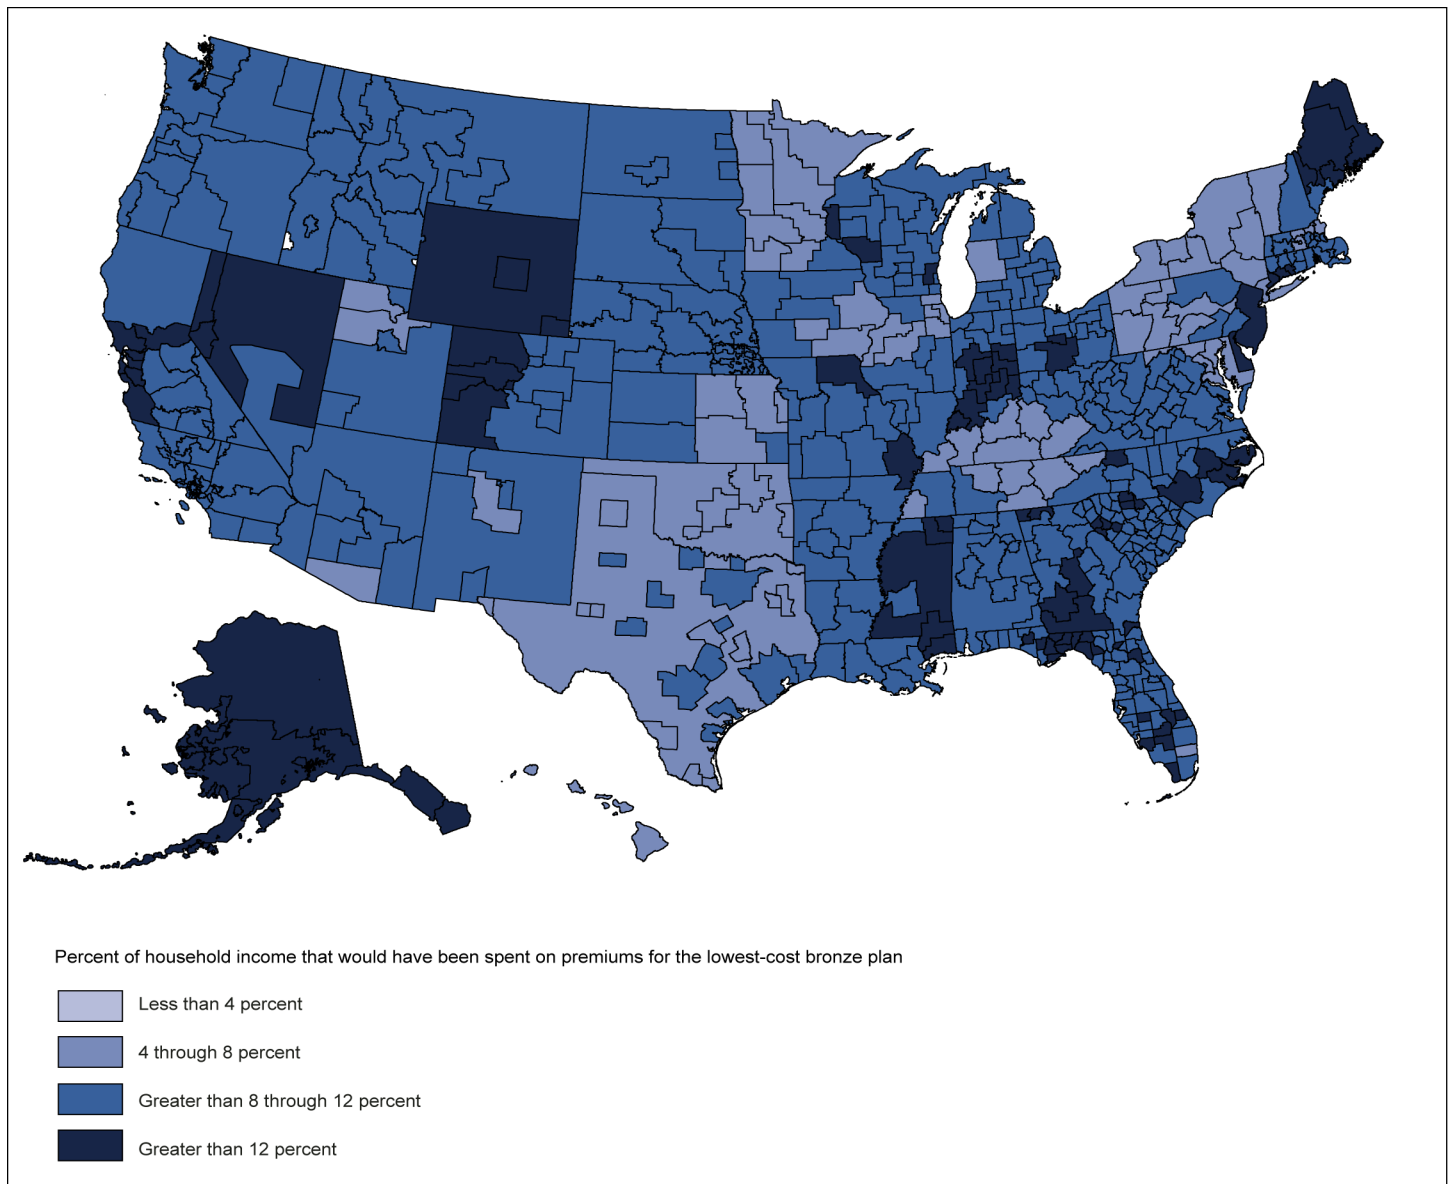 Percent of household income that would have been spent on premiums for the lowest-cost bronze plan
Less than 4 percent
4 through 8 percent
Greater than 8 through 12 percent
Greater than 12 percent